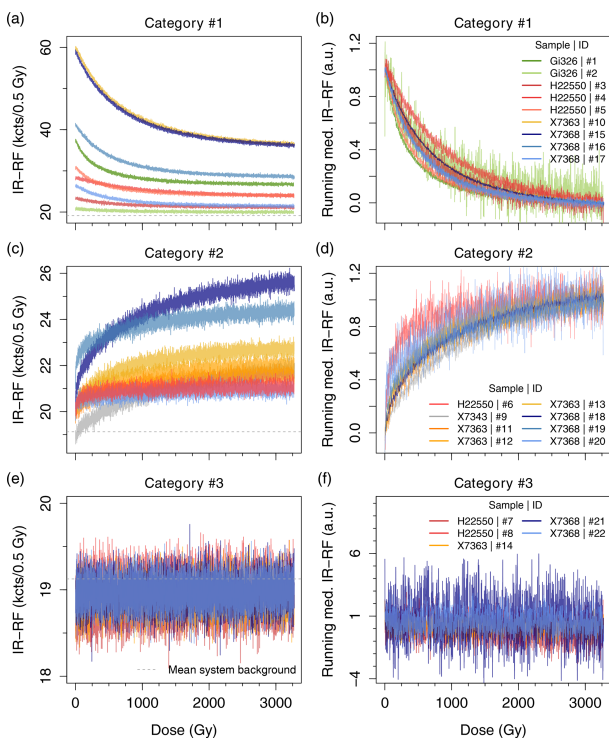 (a)
Category #1
IR−RF (kcts/0.5 Gy)
60
40
20
(b)
Category #1
Running med. IR−RF (a.u.)
1.2
0.8
0.4
0.0
Sample | ID
Gi326 | #1
Gi326 | #2
H22550 | #3
H22550 | #4
H22550 | #5
X7363 | #10
X7368 | #15
X7368 | #16
X7368 | #17
(c)
Category #2
IR−RF (kcts/0.5 Gy)
26
24
22
20
(d)
Category #2
Running med. IR−RF (a.u.)
1.2
0.8
0.4
0.0
Sample | ID
H22550 | #6
X7343 | #9
X7363 | #11
X7363 | #12
X7363 | #13
X7368 | #18
X7368 | #19
X7368 | #20
(e)
Category #3
IR−RF (kcts/0.5 Gy)
20
19
18
Mean system background
0 1000 2000 3000
Dose (Gy)
(f)
Category #3
Running med. IR−RF (a.u.)
6
1
−4
Sample | ID
H22550 | #7
H22550 | #8
X7363 | #14
X7368 | #21
X7368 | #22
0 1000 2000 3000
Dose (Gy)